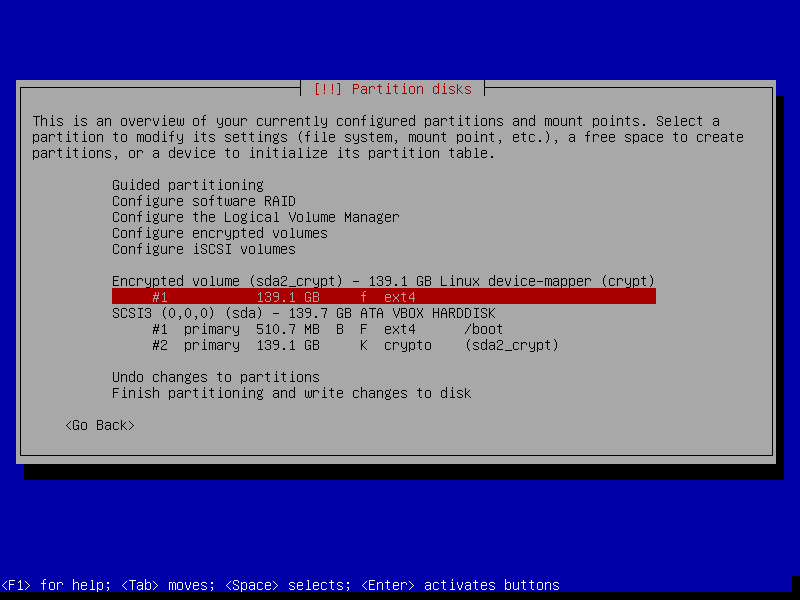 [!!] Partition disks
This is an overview of your currently configured partitions and mount points. Select a
partition to modify its settings (file system, mount point, etc.), a free space to create
partitions, or a device to initialize its partition table.
Guided partitioning
Configure software RAID
Configure the Logical Volume Manager
Configure encrypted volumes
Configure iSCSI volumes
Encrypted volume (sda2_crypt) - 139.1 GB Linux device-mapper (crypt)
#1 139.1 GB f ext4
SCSI3 (0,0,0) (sda) - 139.7 GB ATA VBOX HARDDISK
#1 primary 510.7 MB B F ext4 /boot
#2 primary 139.1 GB K crypto (sda2_crypt)
Undo changes to partitions
Finish partitioning and write changes to disk
<Go Back>
<F1> for help; <Tab> moves; <Space> selects; <Enter> activates buttons